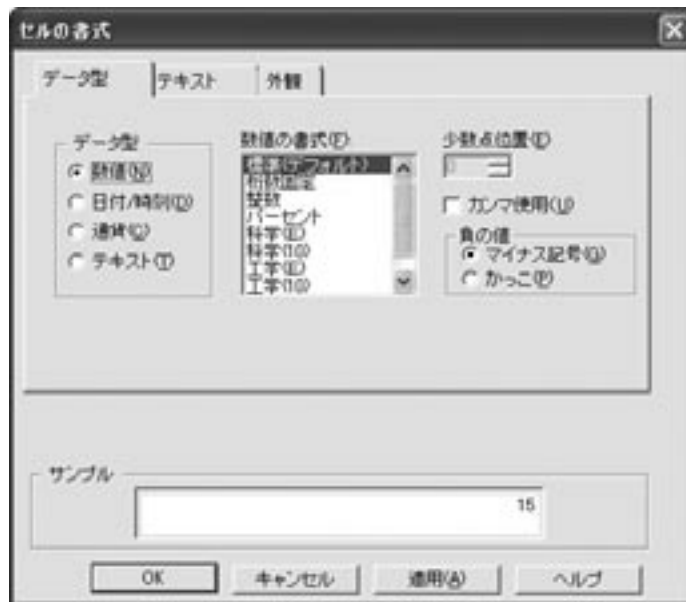 セルの書式
データ型 テキスト 外観
データ型
数値(N)
日付/時刻(D)
通貨(C)
テキスト(T)
数値の書式(F)
標準(デフォルト)
桁数固定
整数
パーセント
科学(E)
科学(10)
工学(E)
工学(10)
少数点位置(E)
カンマ使用(U)
負の値
マイナス記号(G)
かっこ(P)
サンプル
15
OK キャンセル 適用(A) ヘルプ